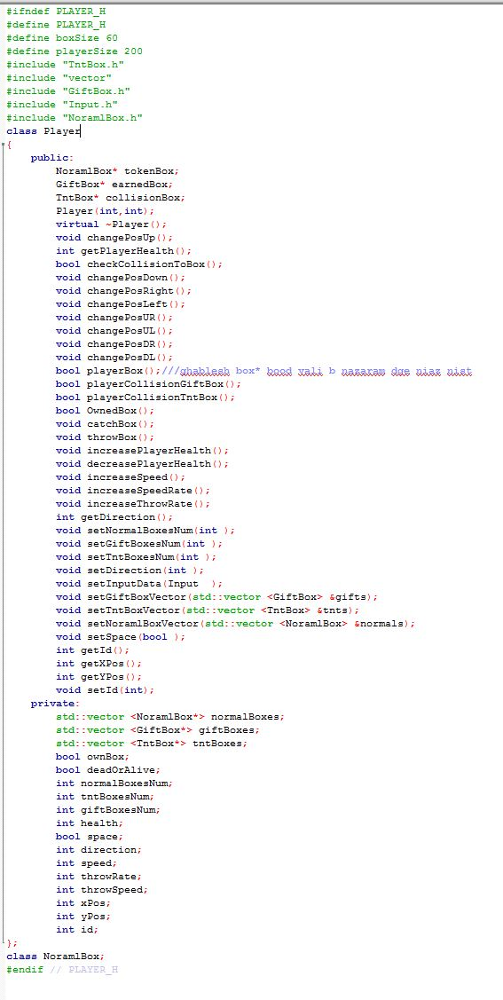 #ifndef PLAYER_H
#define PLAYER_H
#define boxSize 60
#define playerSize 200
#include "TntBox.h"
#include "vector"
#include "GiftBox.h"
#include "Input.h"
#include "NoramlBox.h"
class Player
{
public:
NoramlBox* tokenBox;
GiftBox* earnedBox;
TntBox* collisionBox;
Player(int,int);
virtual ~Player();
void changePosUp();
int getPlayerHealth();
bool checkCollisionToBox();
void changePosDown();
void changePosRight();
void changePosLeft();
void changePosUR();
void changePosUL();
void changePosDR();
void changePosDL();
bool playerBox();///ghablesh box* bood vali b nazaram dge niaz nist
bool playerCollisionGiftBox();
bool playerCollisionTntBox();
bool OwnedBox();
void catchBox();
void throwBox();
void increasePlayerHealth();
void decreasePlayerHealth();
void increaseSpeed();
void increaseSpeedRate();
void increaseThrowRate();
int getDirection();
void setNormalBoxesNum(int );
void setGiftBoxesNum(int );
void setTntBoxesNum(int );
void setDirection(int );
void setInputData(Input  );
void setGiftBoxVector(std::vector <GiftBox> &gifts);
void setTntBoxVector(std::vector <TntBox> &tnts);
void setNoramlBoxVector(std::vector <NoramlBox> &normals);
void setSpace(bool );
int getId();
int getXPos();
int getYPos();
void setId(int);
private:
std::vector <NoramlBox*> normalBoxes;
std::vector <GiftBox*> giftBoxes;
std::vector <TntBox*> tntBoxes;
bool ownBox;
bool deadOrAlive;
int normalBoxesNum;
int tntBoxesNum;
int giftBoxesNum;
int health;
bool space;
int direction;
int speed;
int throwRate;
int throwSpeed;
int xPos;
int yPos;
int id;
};
class NoramlBox;
#endif // PLAYER_H